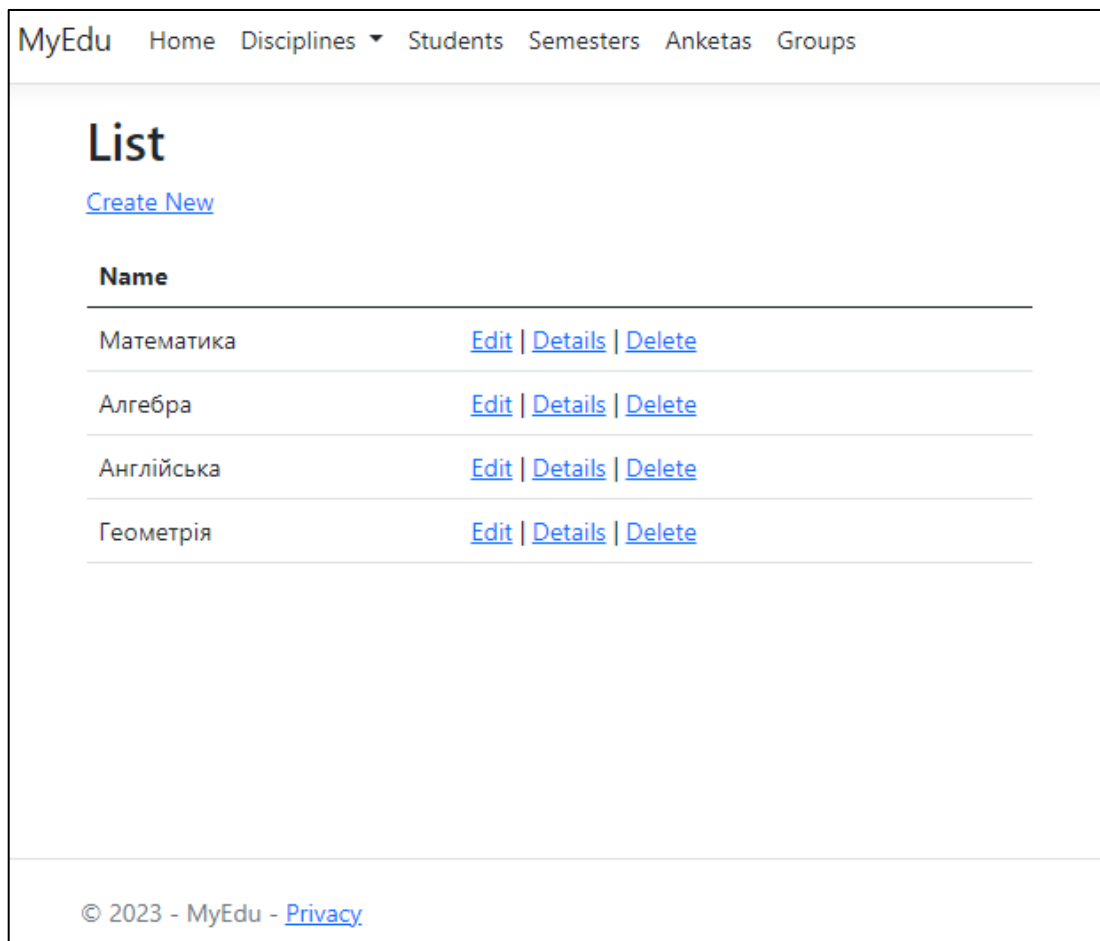 MyEdu Home Disciplines Students Semesters Anketas Groups
List
Create New
Name
Математика Edit | Details | Delete
Алгебра Edit | Details | Delete
Англійська Edit | Details | Delete
Геометрія Edit | Details | Delete
© 2023 - MyEdu - Privacy